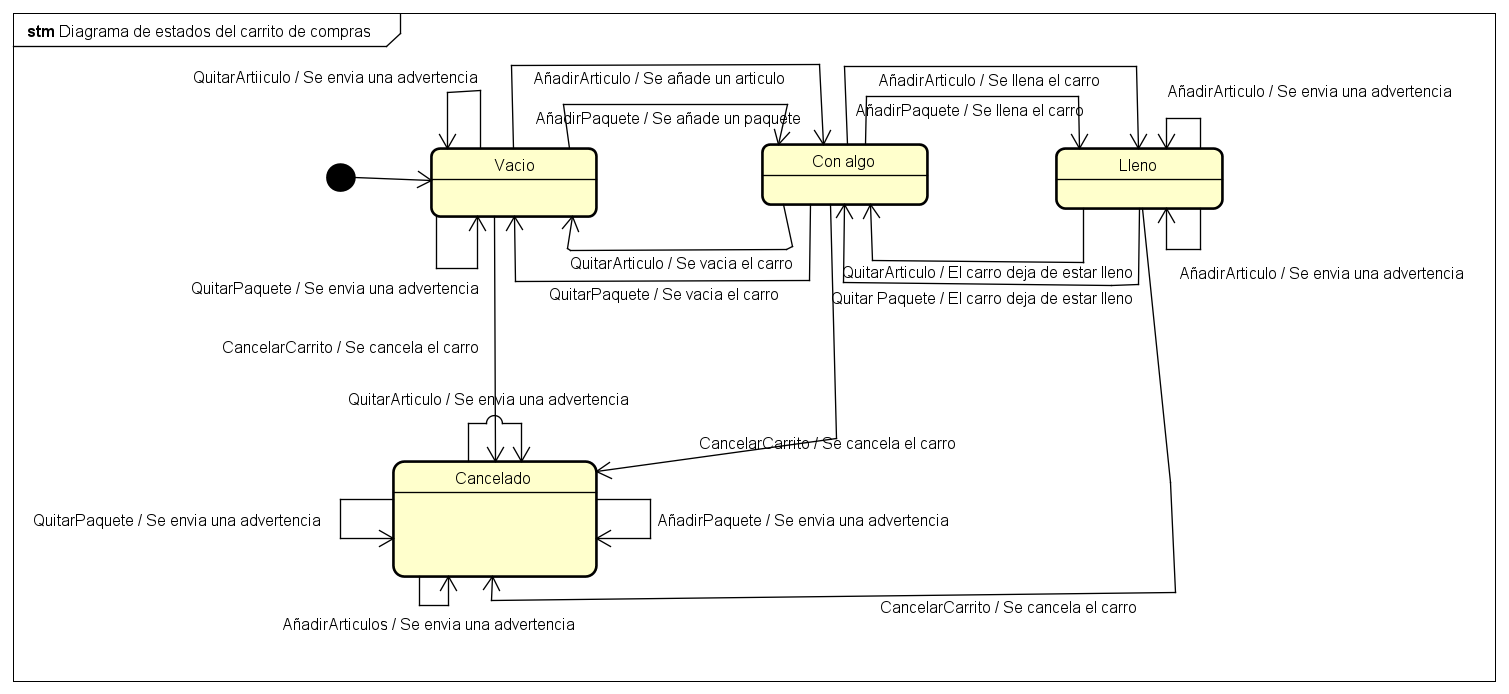 stm Diagrama de estados del carrito de compras
QuitarArtiiculo / Se envia una advertencia
AñadirArticulo / Se añade un articulo
AñadirArticulo / Se llena el carro
AñadirArticulo / Se envia una advertencia
AñadirPaquete / Se añade un paquete
AñadirPaquete / Se llena el carro
Vacio
Con algo
Lleno
QuitarArticulo / Se vacia el carro
QuitarArticulo / El carro deja de estar lleno
AñadirArticulo / Se envia una advertencia
QuitarPaquete / Se envia una advertencia
QuitarPaquete / Se vacia el carro
Quitar Paquete / El carro deja de estar lleno
CancelarCarrito / Se cancela el carro
QuitarArticulo / Se envia una advertencia
CancelarCarrito / Se cancela el carro
Cancelado
QuitarPaquete / Se envia una advertencia
AñadirPaquete / Se envia una advertencia
CancelarCarrito / Se cancela el carro
AñadirArticulos / Se envia una advertencia